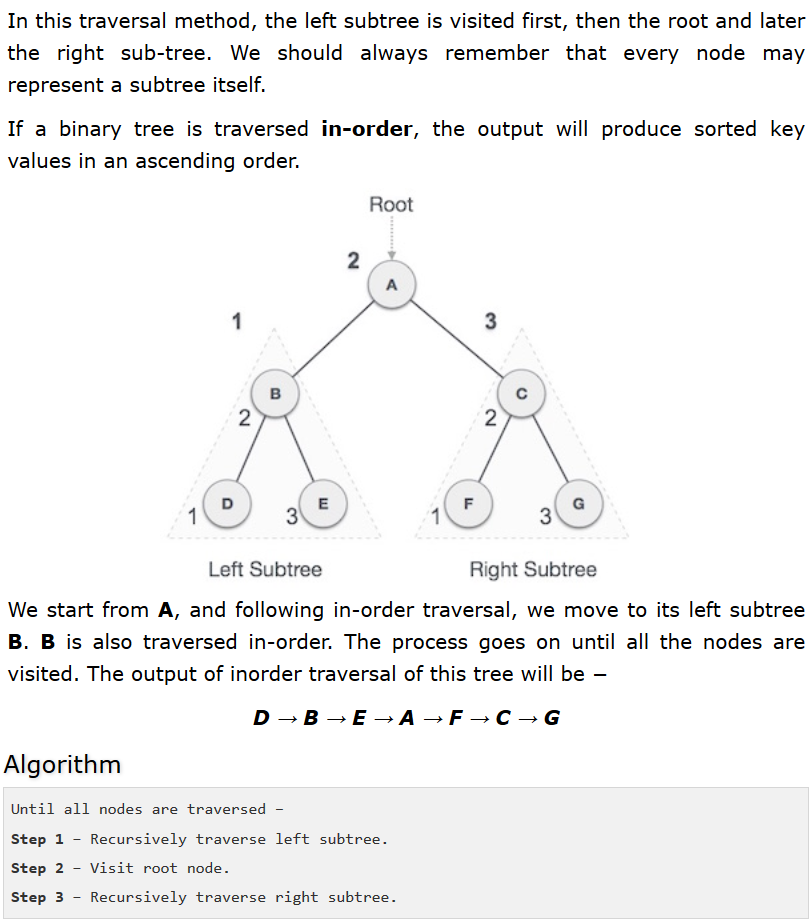 In this traversal method, the left subtree is visited first, then the root and later
the right sub-tree. We should always remember that every node may
represent a subtree itself.
If a binary tree is traversed in-order, the output will produce sorted key
values in an ascending order.
Root
2
A
1
3
B
C
2
2
D
E
F
G
1
3
1
3
Left Subtree
Right Subtree
We start from A, and following in-order traversal, we move to its left subtree
B. B is also traversed in-order. The process goes on until all the nodes are
visited. The output of inorder traversal of this tree will be −
D → B → E → A → F → C → G
Algorithm
Until all nodes are traversed −
Step 1 − Recursively traverse left subtree.
Step 2 − Visit root node.
Step 3 − Recursively traverse right subtree.